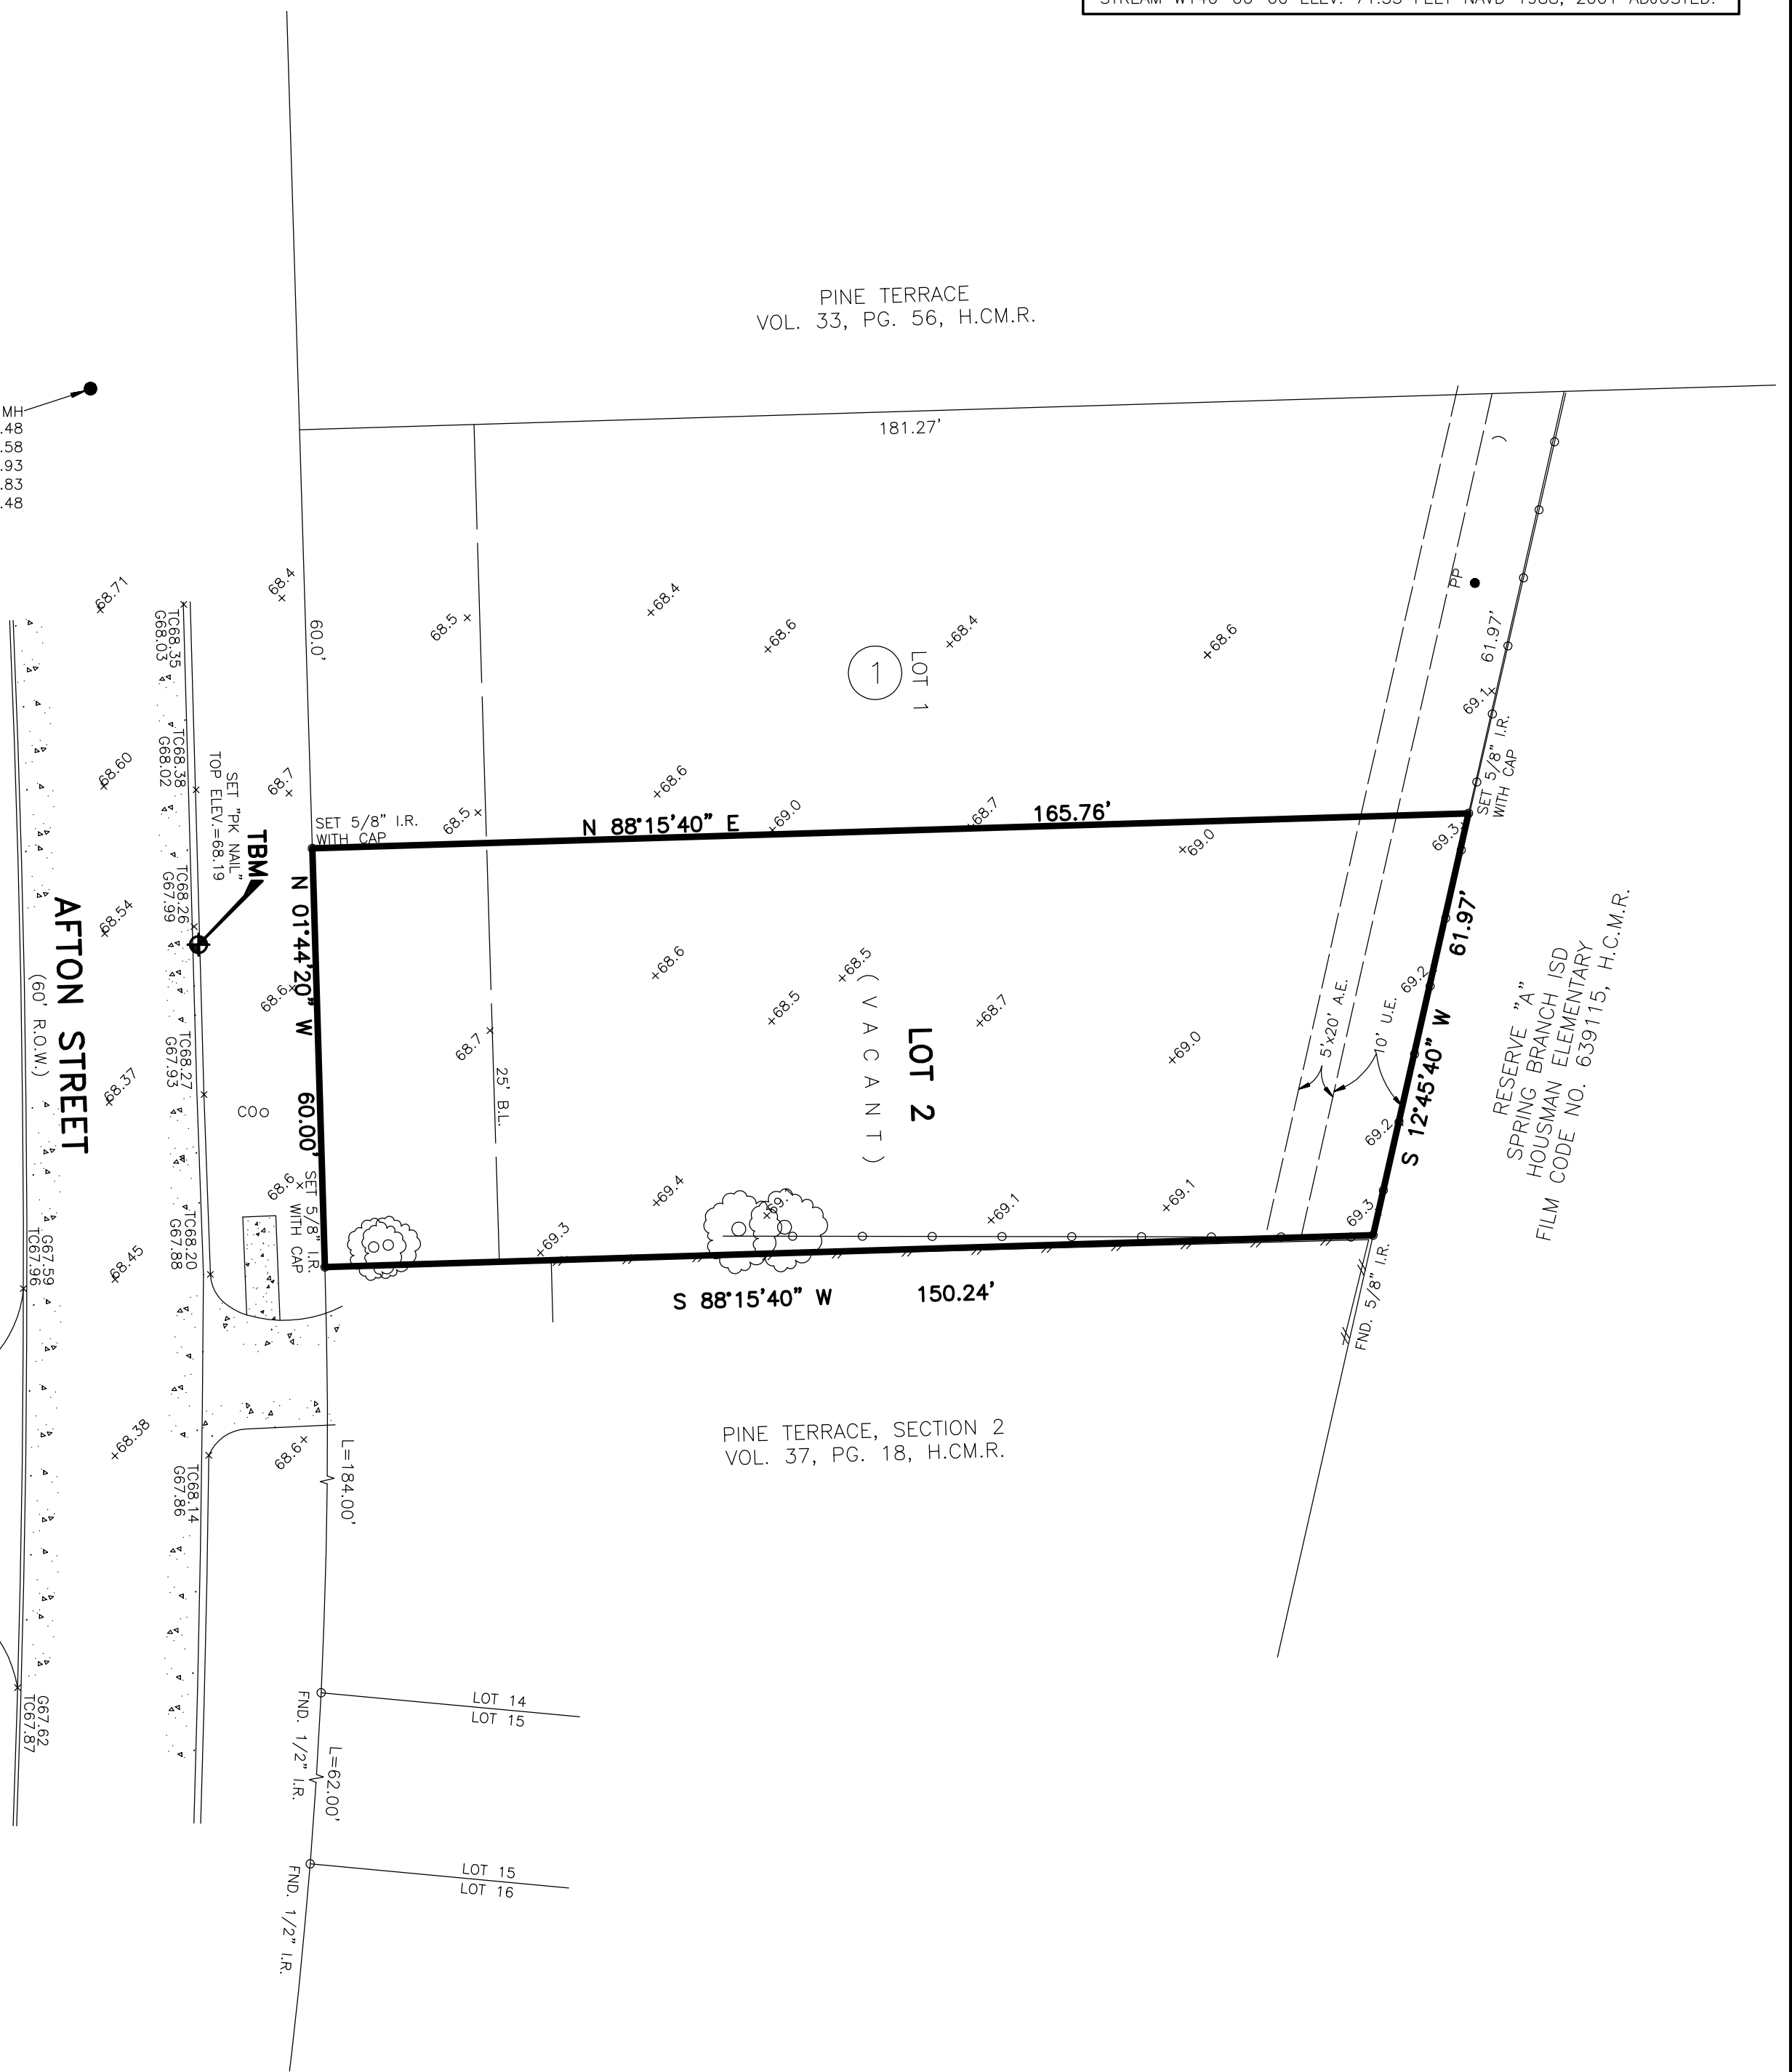 PINE TERRACE
VOL. 33, PG. 56, H.CM.R.
MH
.48
.58
.93
.83
.48
181.27'
68.71
TC68.35
G68.03
68.4
60.0'
68.5
+68.4
+68.6
+68.4
+68.6
1
LOT 1
PP
61.97'
69.1
SET 5/8" I.R.
WITH CAP
68.60
TC68.38
G68.02
SET "PK NAIL"
TOP ELEV.=68.19
68.7
68.5
+68.6
+69.0
68.7
SET 5/8" I.R.
WITH CAP
N 88°15'40" E
165.76'
+69.0
69.3
TBM
N 01°44'20" W
60.00'
AFTON STREET
(60' R.O.W.)
68.54
TC68.26
G67.99
68.6
+68.6
+68.5
+68.5
+68.7
68.7
25' B.L.
(VACANT)
LOT 2
+69.0
5'x20' A.E.
10' U.E.
69.2
61.97'
S 12°45'40" W
69.2
69.3
RESERVE "A"
SPRING BRANCH ISD
HOUSMAN ELEMENTARY
FILM CODE NO. 639115, H.C.M.R.
68.37
TC68.27
G67.93
COO
68.6
SET 5/8" I.R.
WITH CAP
+69.4
+69.3
+69.1
+69.1
68.45
TC68.20
G67.88
G67.59
TC67.96
S 88°15'40" W
150.24'
FND. 5/8" I.R.
PINE TERRACE, SECTION 2
VOL. 37, PG. 18, H.CM.R.
+68.38
68.6
TC68.14
G67.86
L=184.00'
G67.62
TC67.87
LOT 14
LOT 15
FND. 1/2" I.R.
L=62.00'
LOT 15
LOT 16
FND. 1/2" I.R.